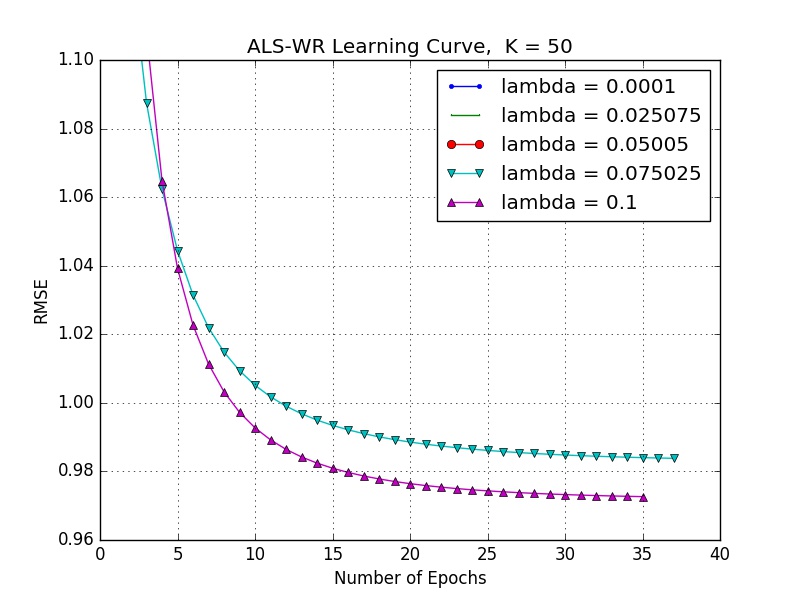 ALS-WR Learning Curve,  K = 50
1.10
1.08
1.06
1.04
1.02
1.00
0.98
0.96
RMSE
lambda = 0.0001
lambda = 0.025075
lambda = 0.05005
lambda = 0.075025
lambda = 0.1
0 5 10 15 20 25 30 35 40
Number of Epochs